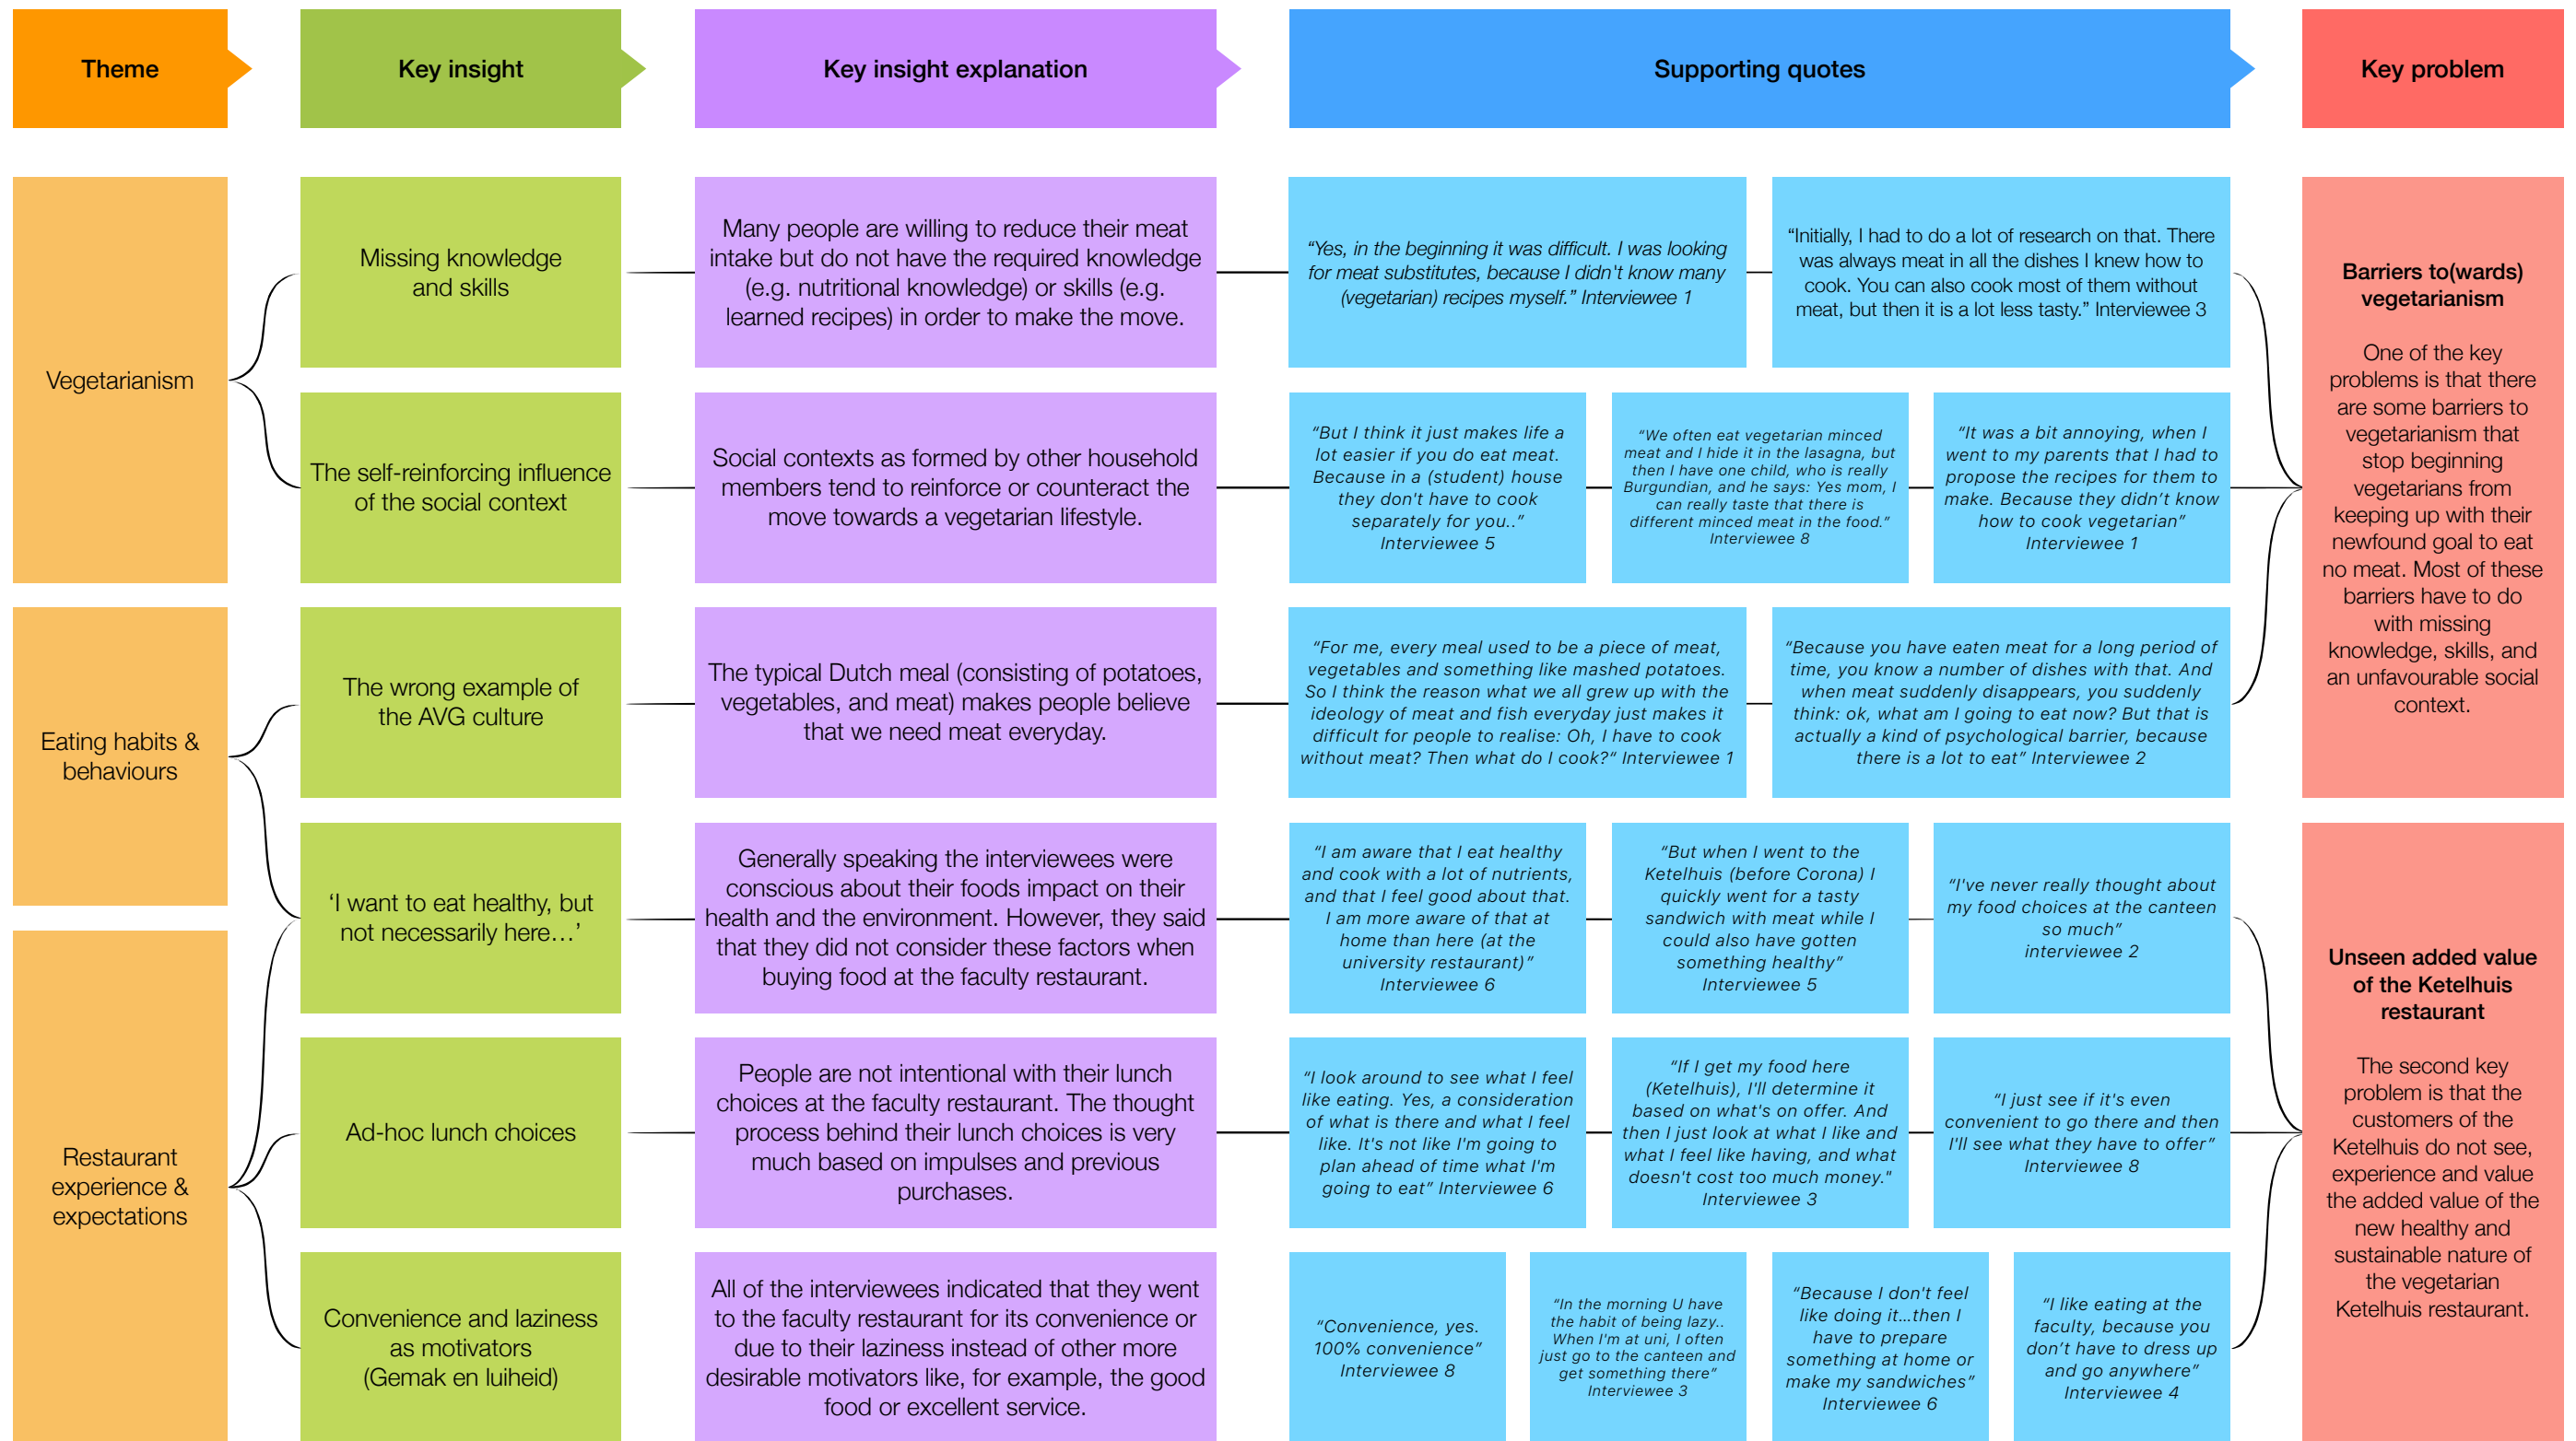 Theme
Key insight
Key insight explanation
Supporting quotes
Key problem
Vegetarianism
Missing knowledge
and skills
Many people are willing to reduce their meat
intake but do not have the required knowledge
(e.g. nutritional knowledge) or skills (e.g.
learned recipes) in order to make the move.
“Yes, in the beginning it was difficult. I was looking
for meat substitutes, because I didn't know many
(vegetarian) recipes myself.” Interviewee 1
“Initially, I had to do a lot of research on that. There
was always meat in all the dishes I knew how to
cook. You can also cook most of them without
meat, but then it is a lot less tasty.” Interviewee 3
The self-reinforcing influence
of the social context
Social contexts as formed by other household
members tend to reinforce or counteract the
move towards a vegetarian lifestyle.
“But I think it just makes life a
lot easier if you do eat meat.
Because in a (student) house
they don't have to cook
separately for you..”
Interviewee 5
“We often eat vegetarian minced
meat and I hide it in the lasagna, but
then I have one child, who is really
Burgundian, and he says: Yes mom, I
can really taste that there is
different minced meat in the food.”
Interviewee 8
“It was a bit annoying, when I
went to my parents that I had to
propose the recipes for them to
make. Because they didn’t know
how to cook vegetarian”
Interviewee 1
Barriers to(wards)
vegetarianism
One of the key
problems is that there
are some barriers to
vegetarianism that
stop beginning
vegetarians from
keeping up with their
newfound goal to eat
no meat. Most of these
barriers have to do
with missing
knowledge, skills, and
an unfavourable social
context.
Eating habits &
behaviours
The wrong example of
the AVG culture
The typical Dutch meal (consisting of potatoes,
vegetables, and meat) makes people believe
that we need meat everyday.
“For me, every meal used to be a piece of meat,
vegetables and something like mashed potatoes.
So I think the reason what we all grew up with the
ideology of meat and fish everyday just makes it
difficult for people to realise: Oh, I have to cook
without meat? Then what do I cook?“ Interviewee 1
“Because you have eaten meat for a long period of
time, you know a number of dishes with that. And
when meat suddenly disappears, you suddenly
think: ok, what am I going to eat now? But that is
actually a kind of psychological barrier, because
there is a lot to eat” Interviewee 2
‘I want to eat healthy, but
not necessarily here…’
Generally speaking the interviewees were
conscious about their foods impact on their
health and the environment. However, they said
that they did not consider these factors when
buying food at the faculty restaurant.
“I am aware that I eat healthy
and cook with a lot of nutrients,
and that I feel good about that.
I am more aware of that at
home than here (at the
university restaurant)”
Interviewee 6
“But when I went to the
Ketelhuis (before Corona) I
quickly went for a tasty
sandwich with meat while I
could also have gotten
something healthy”
Interviewee 5
“I've never really thought about
my food choices at the canteen
so much”
interviewee 2
Restaurant
experience &
expectations
Ad-hoc lunch choices
People are not intentional with their lunch
choices at the faculty restaurant. The thought
process behind their lunch choices is very
much based on impulses and previous
purchases.
“I look around to see what I feel
like eating. Yes, a consideration
of what is there and what I feel
like. It's not like I'm going to
plan ahead of time what I'm
going to eat” Interviewee 6
“If I get my food here
(Ketelhuis), I'll determine it
based on what's on offer. And
then I just look at what I like and
what I feel like having, and what
doesn't cost too much money."
Interviewee 3
“I just see if it's even
convenient to go there and then
I'll see what they have to offer”
Interviewee 8
Convenience and laziness
as motivators
(Gemak en luiheid)
All of the interviewees indicated that they went
to the faculty restaurant for its convenience or
due to their laziness instead of other more
desirable motivators like, for example, the good
food or excellent service.
“Convenience, yes.
100% convenience”
Interviewee 8
“In the morning U have
the habit of being lazy..
When I'm at uni, I often
just go to the canteen and
get something there”
Interviewee 3
“Because I don't feel
like doing it…then I
have to prepare
something at home or
make my sandwiches”
Interviewee 6
“I like eating at the
faculty, because you
don’t have to dress up
and go anywhere”
Interviewee 4
Unseen added value
of the Ketelhuis
restaurant
The second key
problem is that the
customers of the
Ketelhuis do not see,
experience and value
the added value of the
new healthy and
sustainable nature of
the vegetarian
Ketelhuis restaurant.